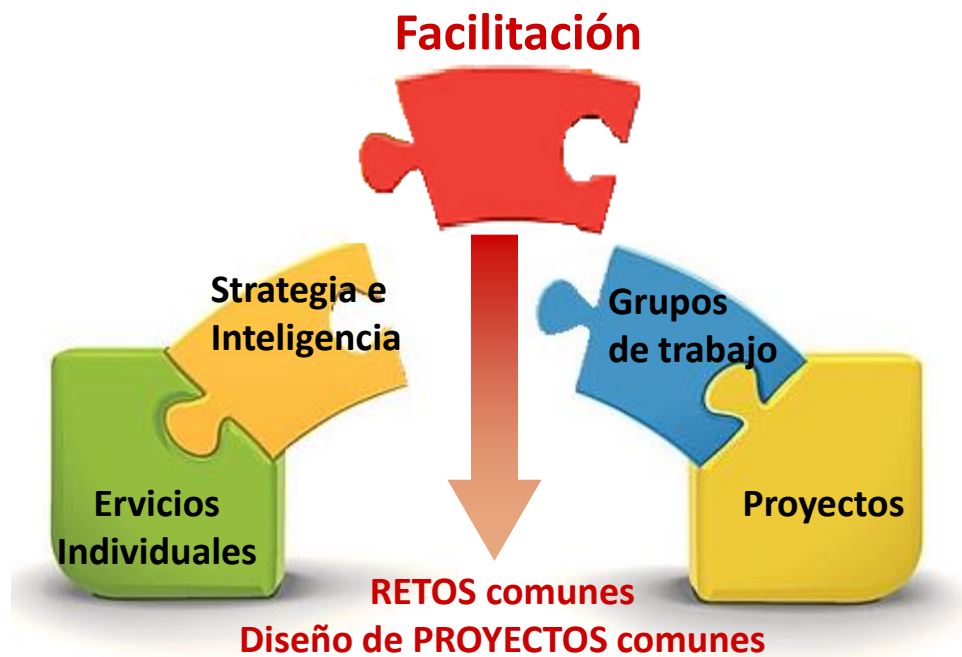 Facilitación
Strategia e
Inteligencia
Grupos
de trabajo
Ervicios
Individuales
Proyectos
RETOS comunes
Diseño de PROYECTOS comunes